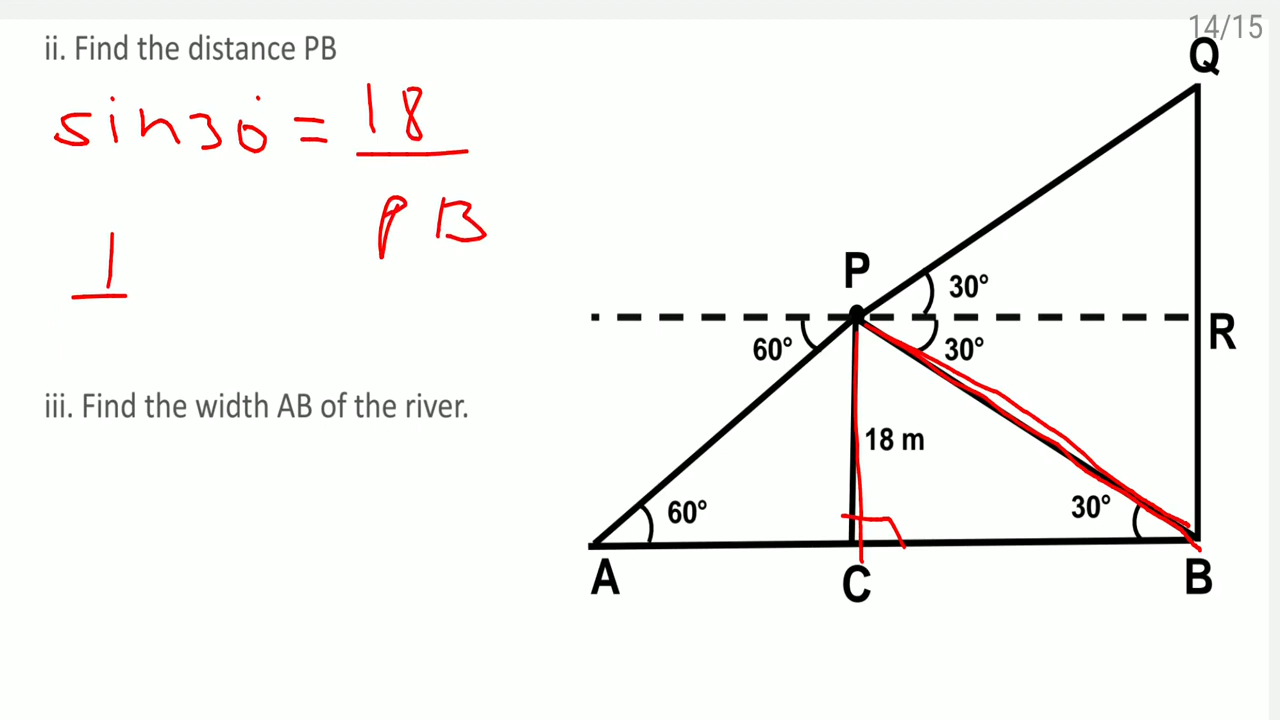 14/15
ii. Find the distance PB
sin30° = 18
PB
1
iii. Find the width AB of the river.
Q
P
30°
R
60°
30°
18 m
60°
30°
A
C
B